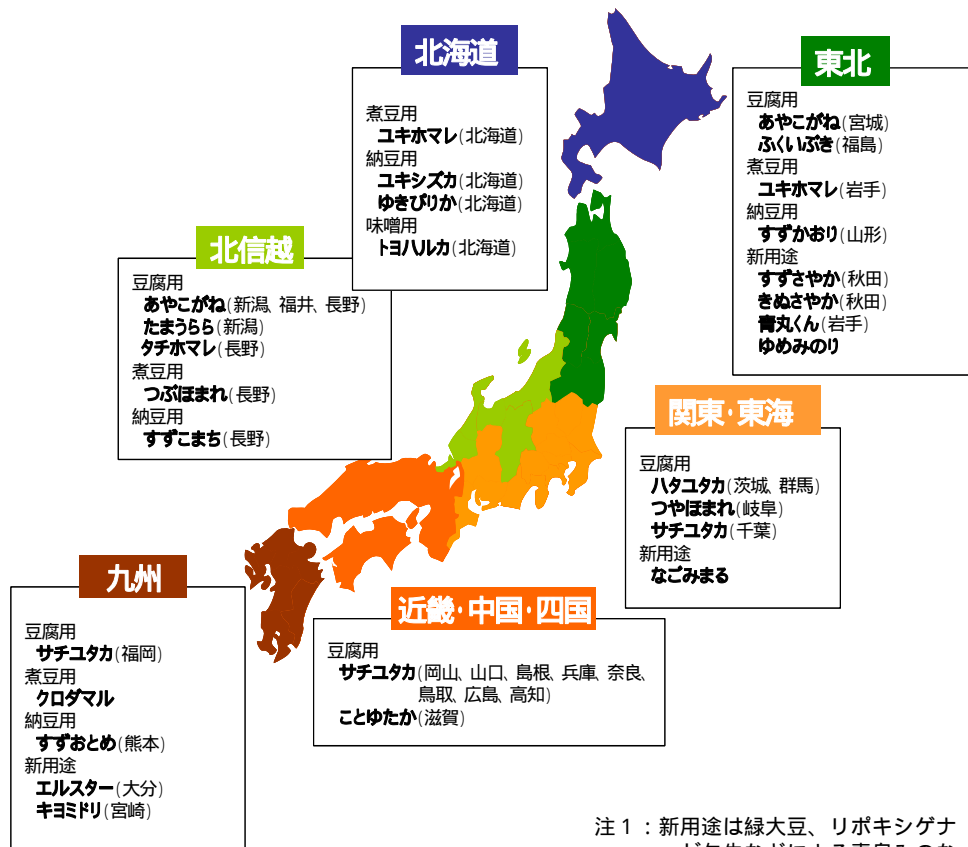 北海道
煮豆用
ユキホマレ(北海道)
納豆用
ユキシズカ(北海道)
ゆきぴりか(北海道)
味噌用
トヨハルカ(北海道)
東北
豆腐用
あやこがね(宮城)
ふくいぶき(福島)
煮豆用
ユキホマレ(岩手)
納豆用
すずかおり(山形)
新用途
すずさやか(秋田)
きぬさやか(秋田)
青丸くん(岩手)
ゆめみのり
北信越
豆腐用
あやこがね(新潟、福井、長野)
たまうらら(新潟)
タチホマレ(長野)
煮豆用
つぶほまれ(長野)
納豆用
すずこまち(長野)
関東・東海
豆腐用
ハタユタカ(茨城、群馬)
つやほまれ(岐阜)
サチユタカ(千葉)
新用途
なごみまる
九州
豆腐用
サチユタカ(福岡)
煮豆用
クロダマル
納豆用
すずおとめ(熊本)
新用途
エルスター(大分)
キヨミドリ(宮崎)
近畿・中国・四国
豆腐用
サチユタカ(岡山、山口、島根、兵庫、奈良、
鳥取、広島、高知)
ことゆたか(滋賀)
注1：新用途は緑大豆、リポキシゲナ